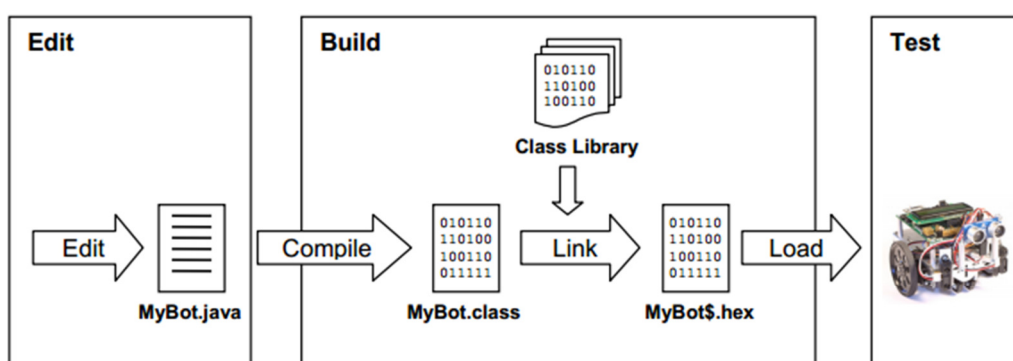 Edit
Build
Test
010110
110100
100110
Class Library
Edit
MyBot.java
Compile
010110
110100
100110
011111
MyBot.class
Link
010110
110100
100110
011111
MyBot$.hex
Load